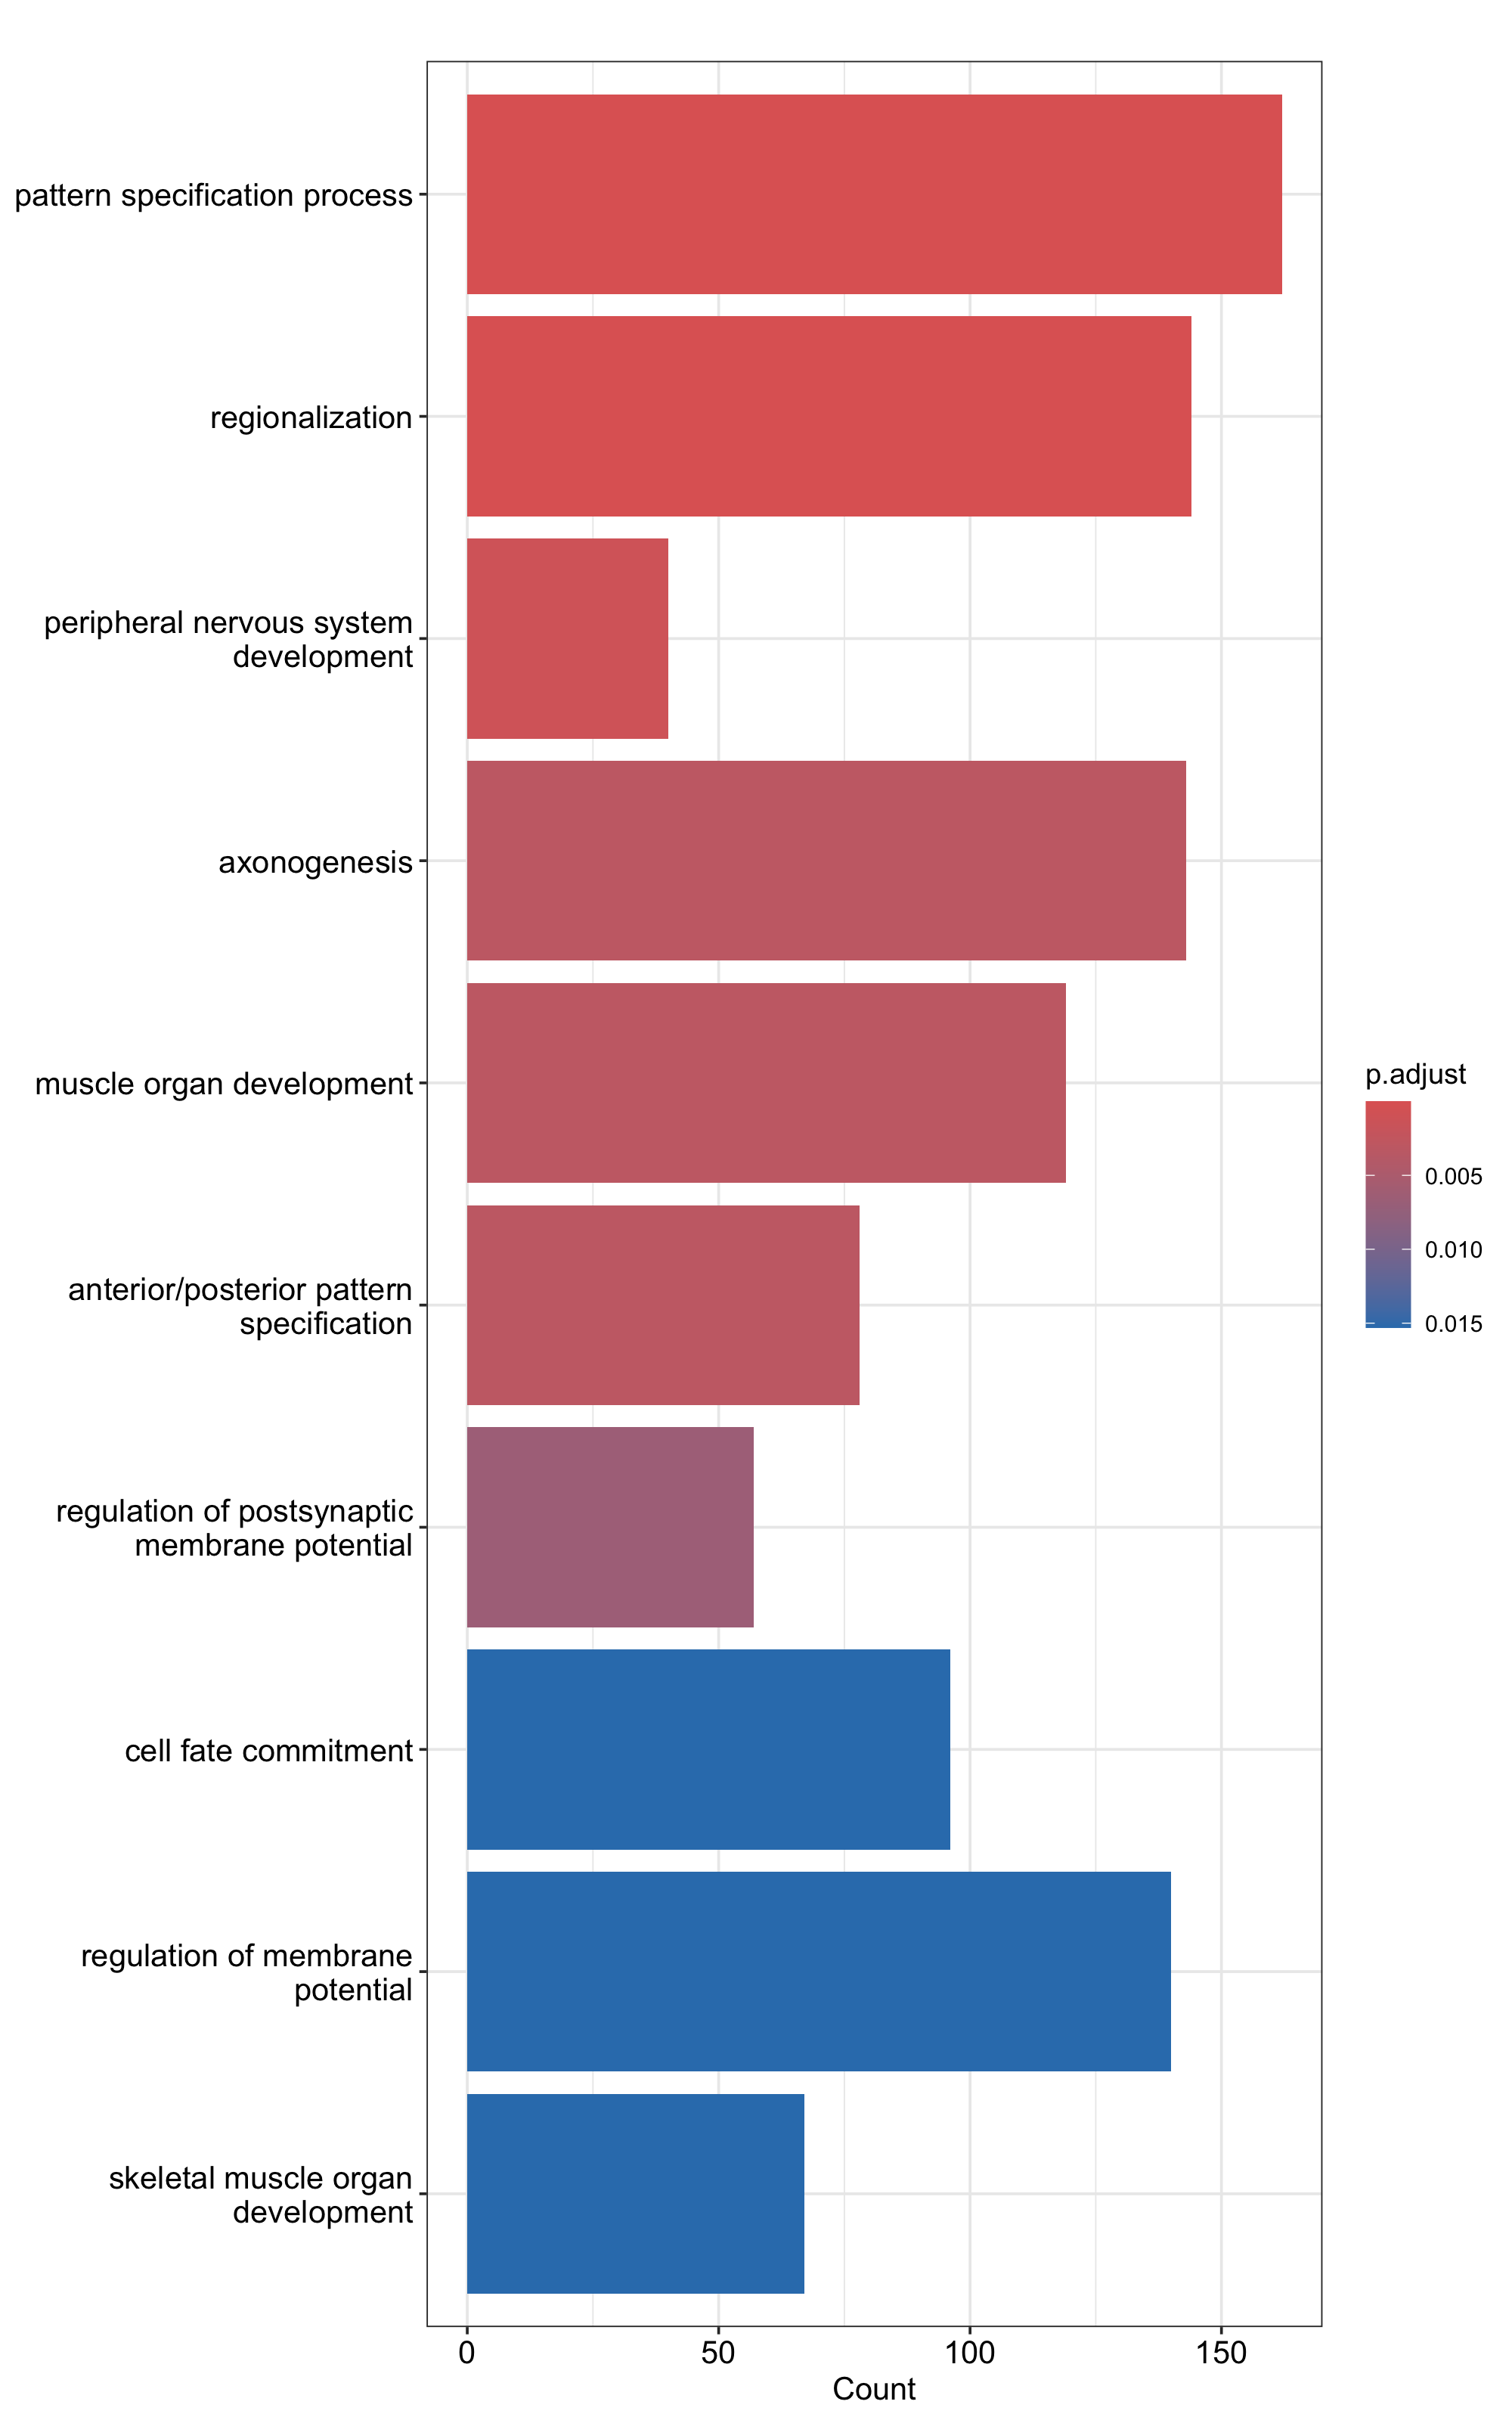 pattern specification process
regionalization
peripheral nervous system
development
axonogenesis
muscle organ development
anterior/posterior pattern
specification
regulation of postsynaptic
membrane potential
cell fate commitment
regulation of membrane
potential
skeletal muscle organ
development
0 50 100 150
Count
p.adjust
0.005
0.010
0.015